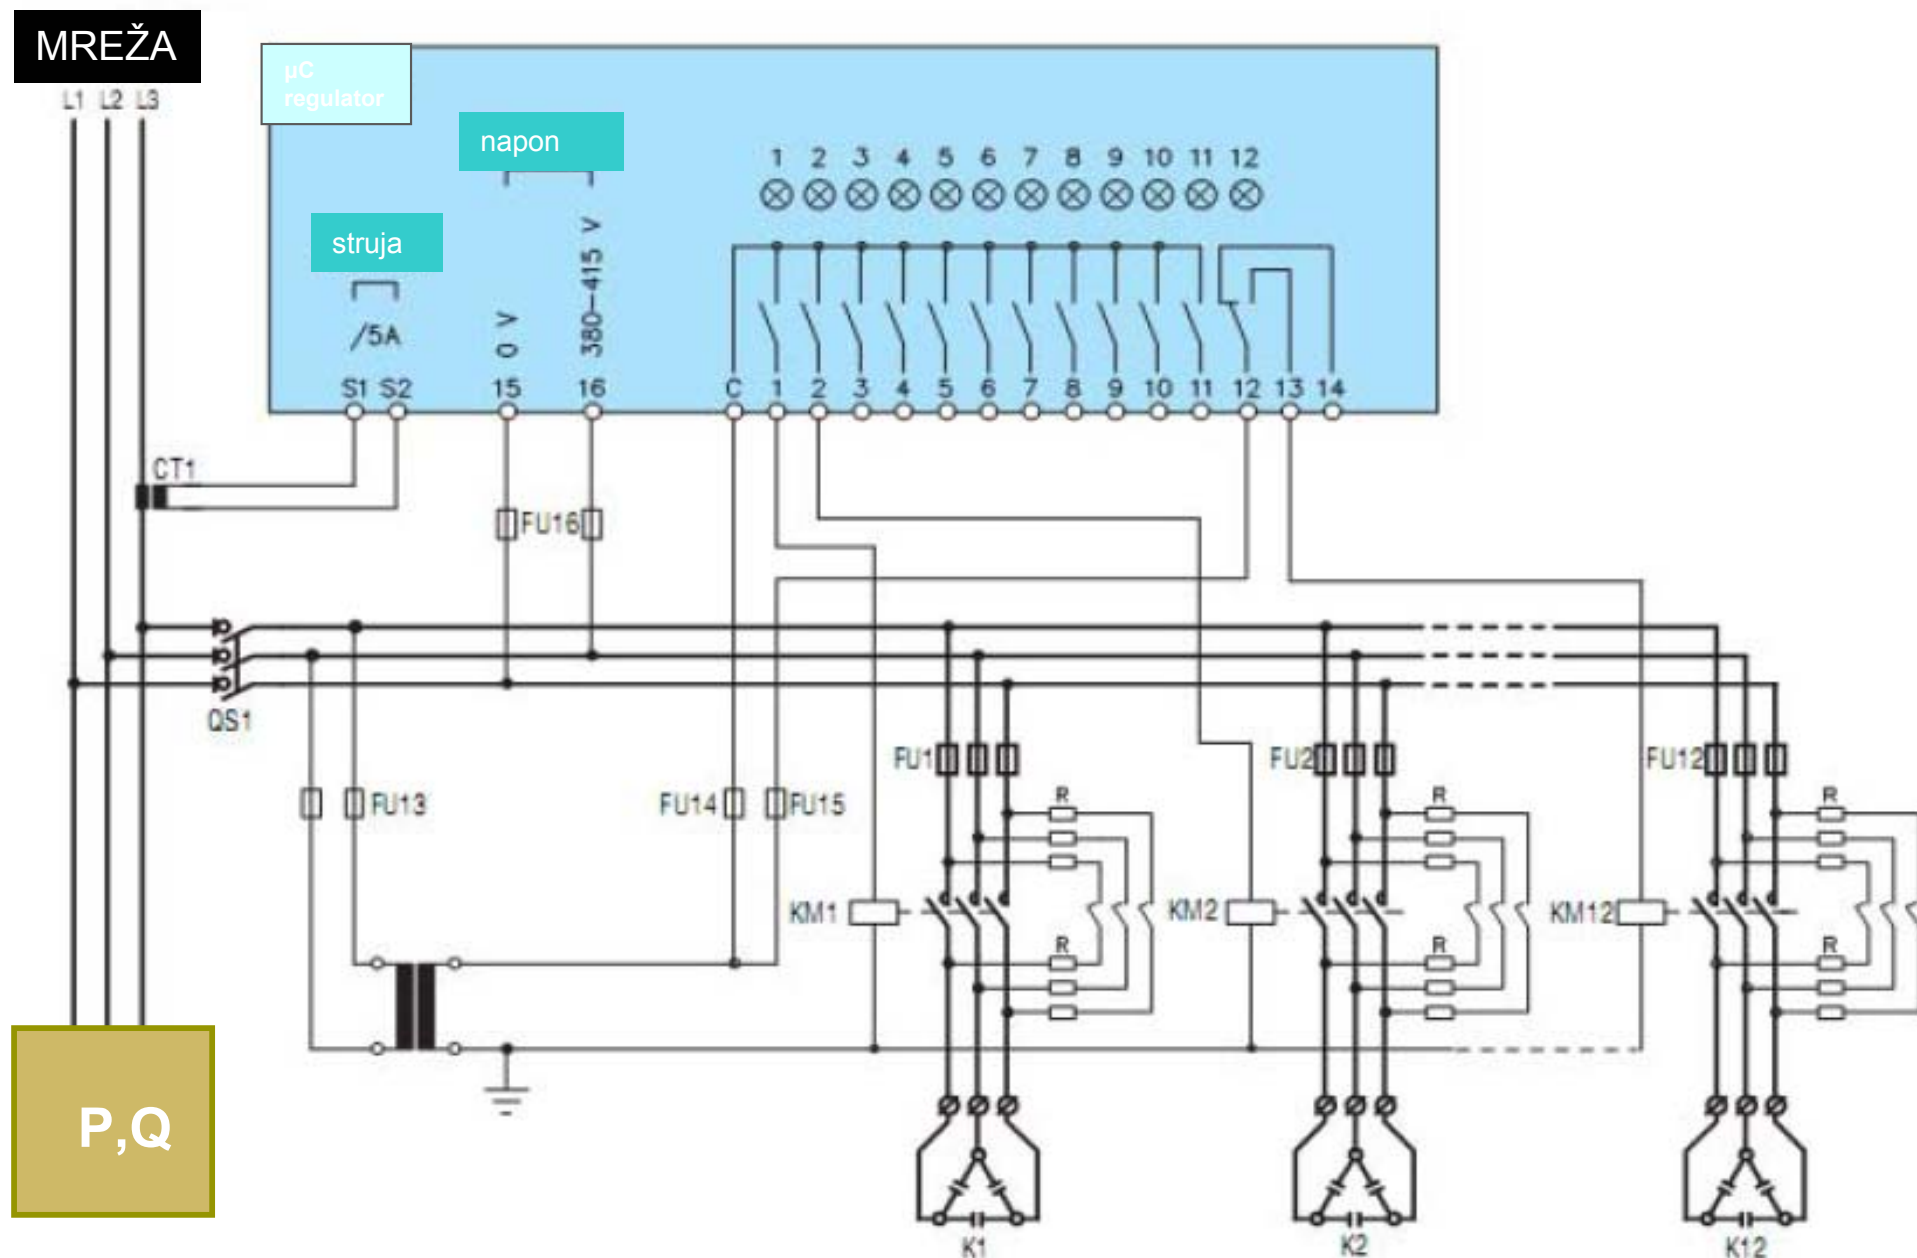 MREŽA
L1 L2 L3
µC
regulator
napon
struja
1 2 3 4 5 6 7 8 9 10 11 12
/5A
0 V
380-415 V
S1 S2 15 16 C 1 2 3 4 5 6 7 8 9 10 11 12 13 14
CT1
FU16
QS1
FU1 FU2 FU12
FU13 FU14 FU15
R R R
KM1 KM2 KM12
R R R
P,Q
K1 K2 K12